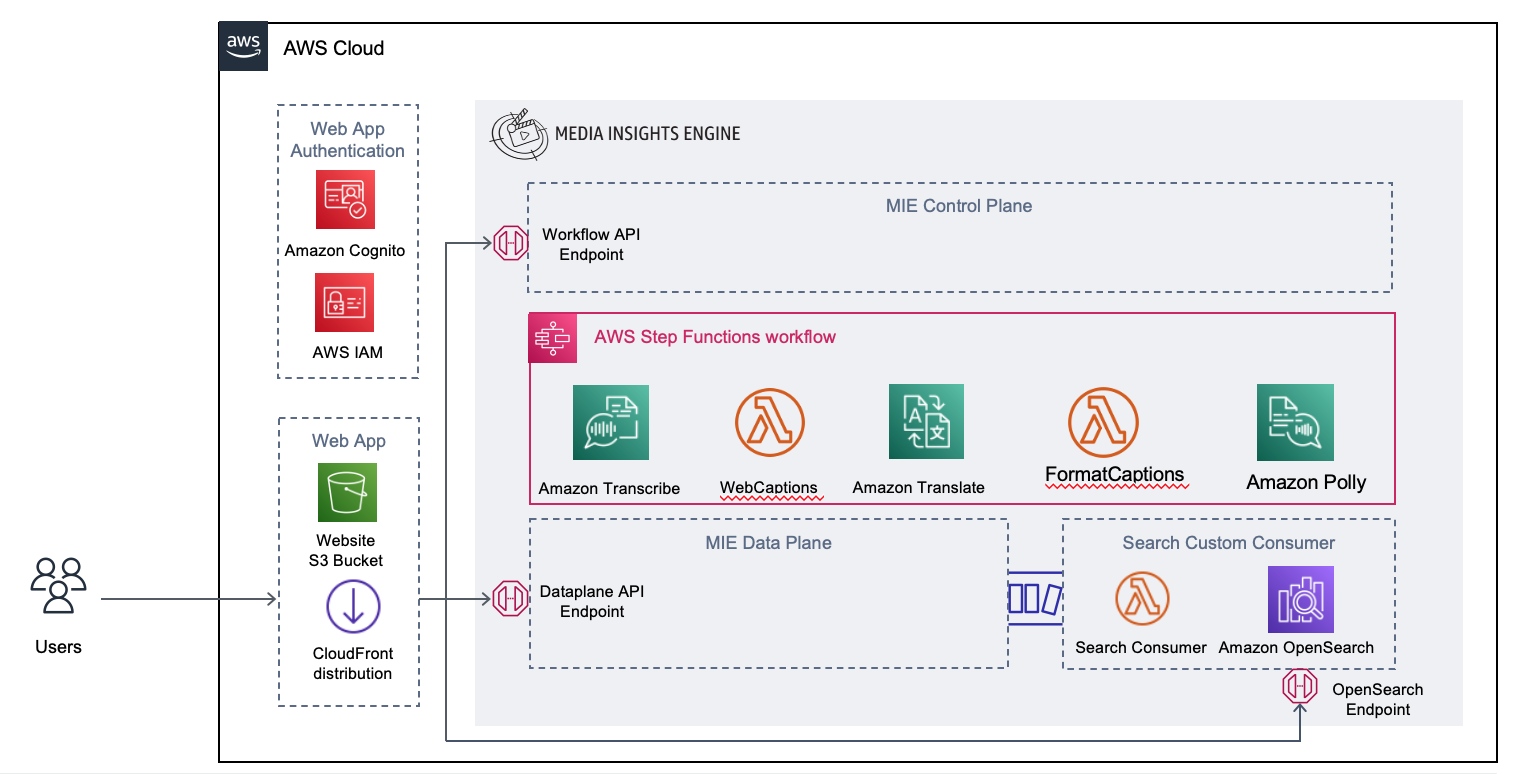 aws
AWS Cloud
Web App
Authentication
Amazon Cognito
AWS IAM
Web App
Website
S3 Bucket
CloudFront
distribution
Users
MEDIA INSIGHTS ENGINE
MIE Control Plane
Workflow API
Endpoint
AWS Step Functions workflow
Amazon Transcribe
WebCaptions
A
文
Amazon Translate
FormatCaptions
Amazon Polly
MIE Data Plane
Dataplane API
Endpoint
Search Custom Consumer
Search Consumer
Amazon OpenSearch
OpenSearch
Endpoint